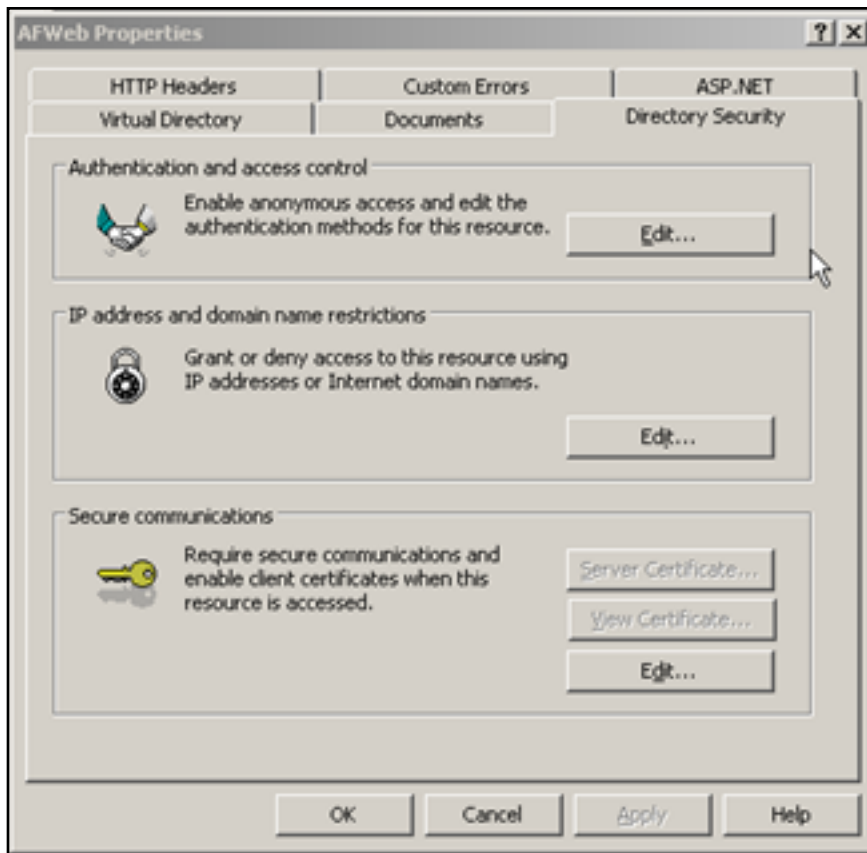 AFWeb Properties
HTTP Headers Custom Errors ASP.NET
Virtual Directory Documents Directory Security
Authentication and access control
Enable anonymous access and edit the
authentication methods for this resource.
Edit...
IP address and domain name restrictions
Grant or deny access to this resource using
IP addresses or Internet domain names.
Edit...
Secure communications
Require secure communications and
enable client certificates when this
resource is accessed.
Server Certificate...
View Certificate...
Edit...
OK Cancel Apply Help